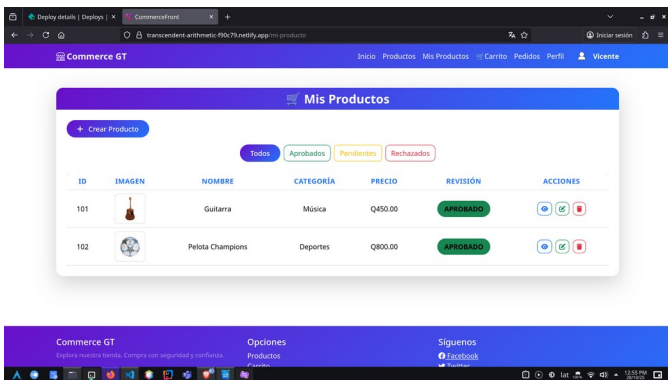 Deploy details | Deploys |
CommerceFront
transcendent-arithmetic-f90c79.netlify.app/mi-producto
Iniciar sesión
Commerce GT
Inicio Productos Mis Productos Carrito Pedidos Perfil Vicente
Mis Productos
+ Crear Producto
Todos Aprobados Pendientes Rechazados
ID IMAGEN NOMBRE CATEGORÍA PRECIO REVISIÓN ACCIONES
101 Guitarra Música Q450.00 APROBADO
102 Pelota Champions Deportes Q800.00 APROBADO
Commerce GT Opciones Síguenos
Explora nuestra tienda. Compra con seguridad y confianza. Productos Facebook
Carrito Twitter
lat 12:55 PM